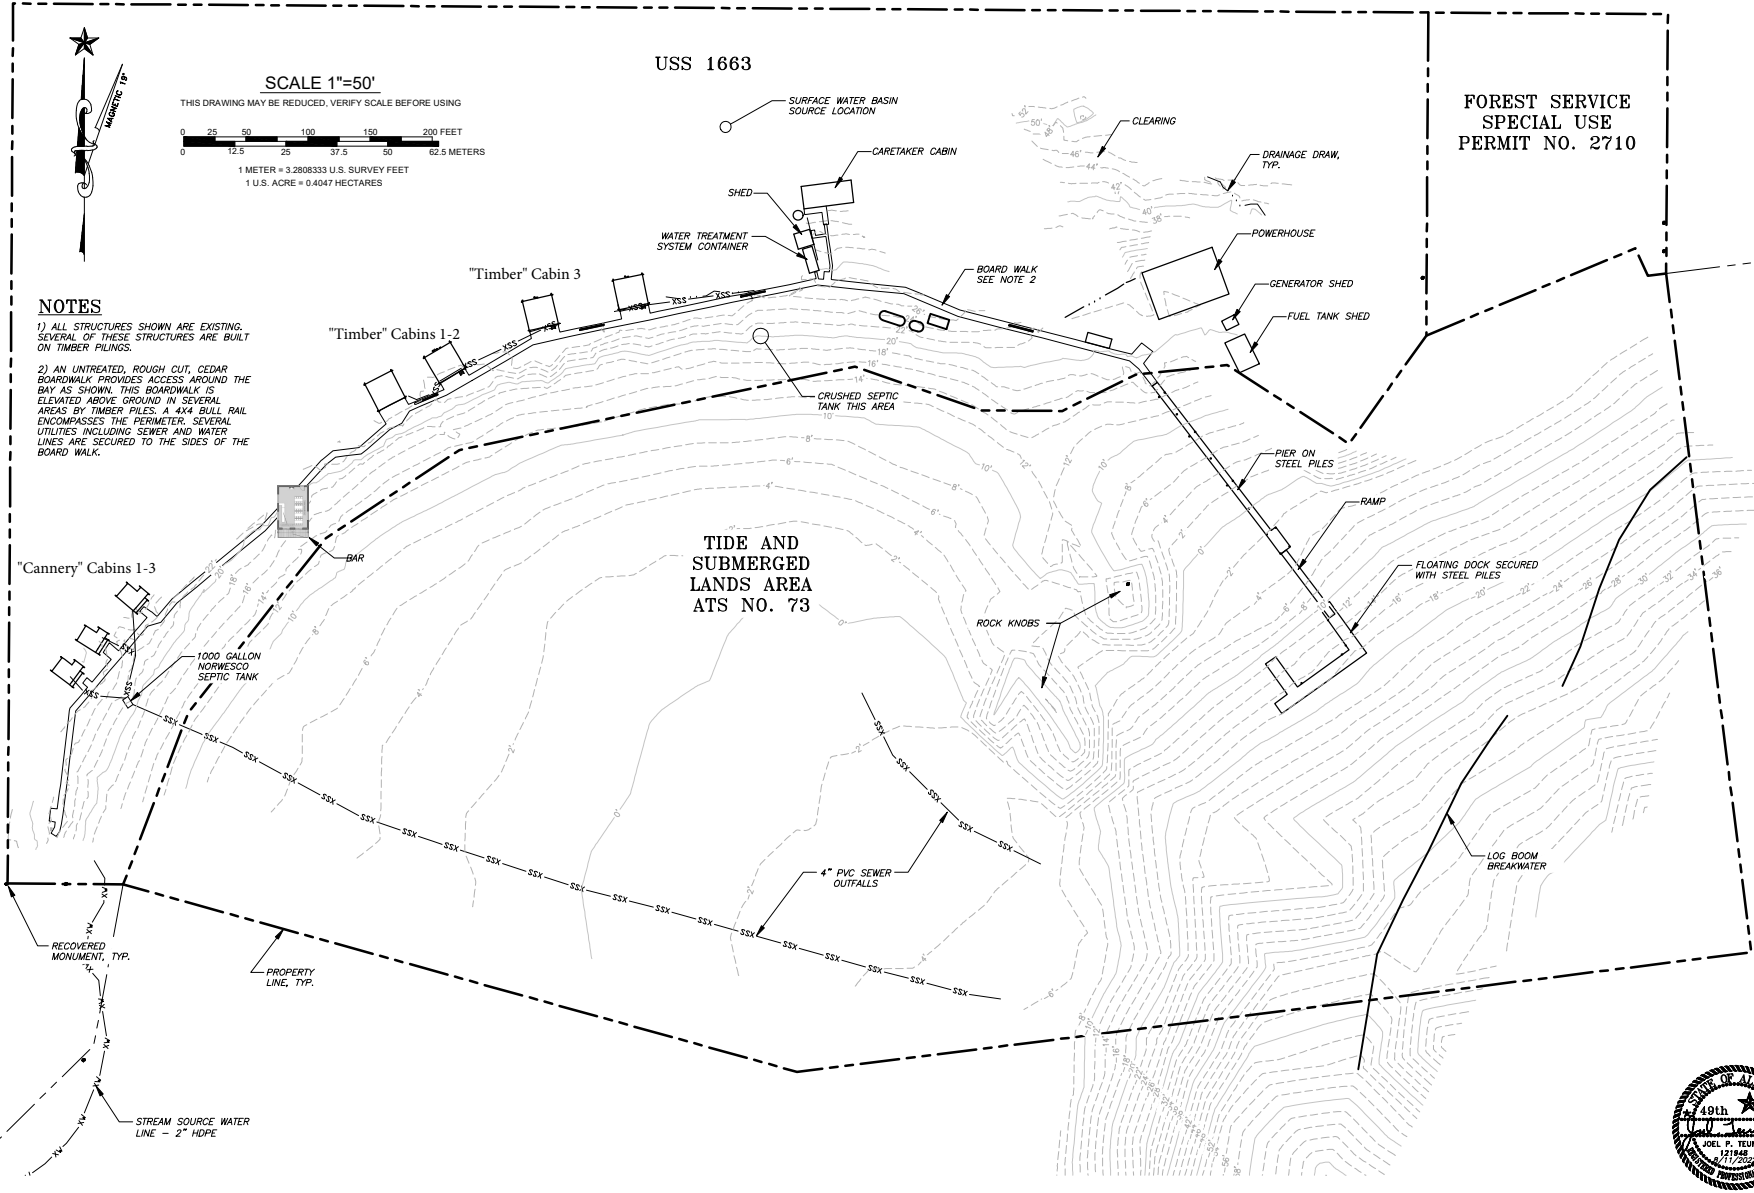 USS 1663
SCALE 1"=50'
THIS DRAWING MAY BE REDUCED, VERIFY SCALE BEFORE USING
0 25 50 100 150 200 FEET
0 12.5 25 37.5 50 62.5 METERS
1 METER = 3.2808333 U.S. SURVEY FEET
1 U.S. ACRE = 0.4047 HECTARES
MAGNETIC 19°
FOREST SERVICE
SPECIAL USE
PERMIT NO. 2710
SURFACE WATER BASIN
SOURCE LOCATION
CLEARING
CARETAKER CABIN
DRAINAGE DRAW,
TYP.
SHED
WATER TREATMENT
SYSTEM CONTAINER
POWERHOUSE
"Timber" Cabin 3
BOARD WALK
SEE NOTE 2
GENERATOR SHED
FUEL TANK SHED
"Timber" Cabins 1-2
NOTES
1) ALL STRUCTURES SHOWN ARE EXISTING.
SEVERAL OF THESE STRUCTURES ARE BUILT
ON TIMBER PILINGS.
2) AN UNTREATED, ROUGH CUT, CEDAR
BOARDWALK PROVIDES ACCESS AROUND THE
BAY AS SHOWN. THIS BOARDWALK IS
ELEVATED ABOVE GROUND IN SEVERAL
AREAS BY TIMBER PILES. A 4X4 BULL RAIL
ENCOMPASSES THE PERIMETER. SEVERAL
UTILITIES INCLUDING SEWER AND WATER
LINES ARE SECURED TO THE SIDES OF THE
BOARD WALK.
CRUSHED SEPTIC
TANK THIS AREA
PIER ON
STEEL PILES
RAMP
BAR
TIDE AND
SUBMERGED
LANDS AREA
ATS NO. 73
"Cannery" Cabins 1-3
FLOATING DOCK SECURED
WITH STEEL PILES
ROCK KNOBS
1000 GALLON
NORWESCO
SEPTIC TANK
4" PVC SEWER
OUTFALLS
LOG BOOM
BREAKWATER
RECOVERED
MONUMENT, TYP.
PROPERTY
LINE, TYP.
STREAM SOURCE WATER
LINE - 2" HDPE
STATE OF AL
49th
JOEL P. TEU
121948